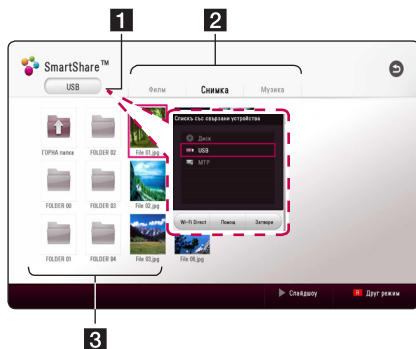 1
2
SmartShare™
USB
Филм
Снимка
Музика
Списък със свързани устройства
Диск
USB
MTP
Wi-Fi Direct
Помощ
Затвори
ГОРНА папка
FOLDER 02
File 01.jpg
FOLDER 00
FOLDER 03
File 02.jpg
FOLDER 01
FOLDER 04
File 03.jpg
File 06.jpg
Слайдшоу
R Друг режим
3